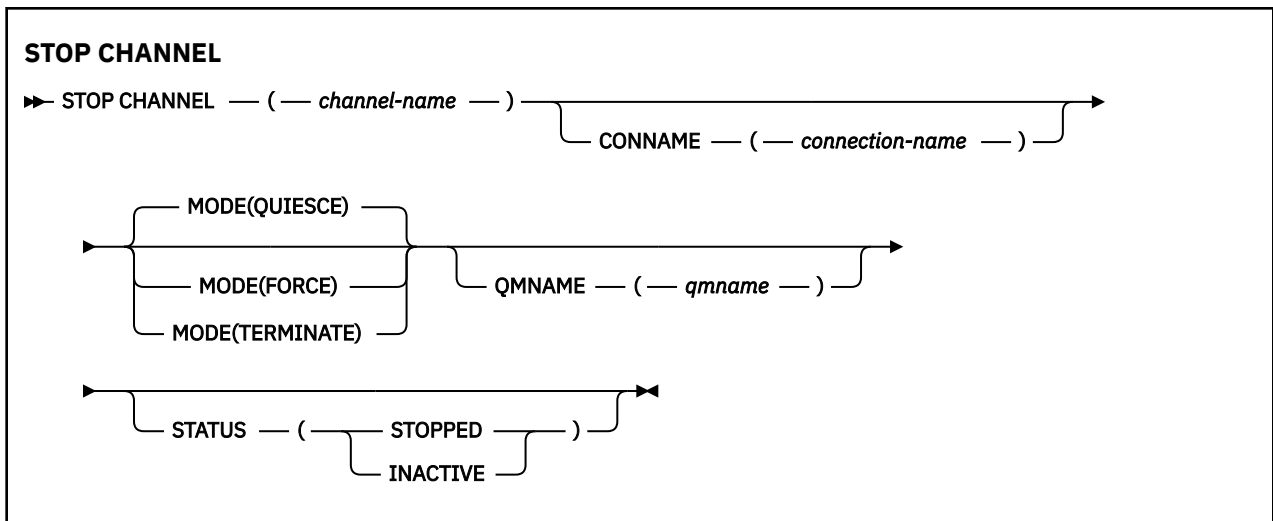 STOP CHANNEL
STOP CHANNEL ( channel-name )
CONNAME ( connection-name )
MODE(QUIESCE)
MODE(FORCE)
MODE(TERMINATE)
QMNAME ( qmname )
STATUS ( STOPPED )
INACTIVE